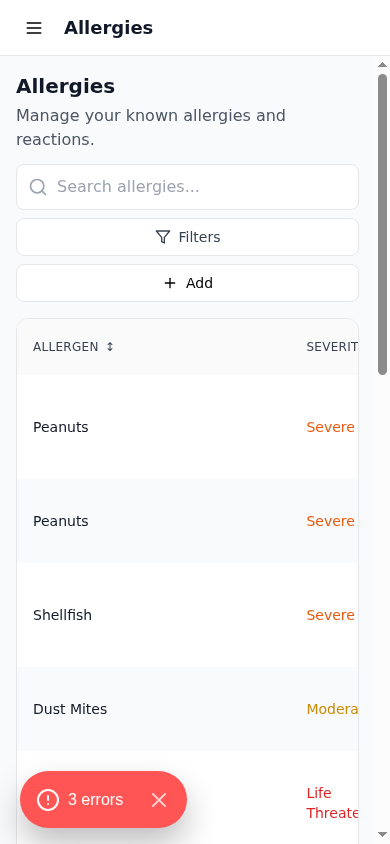 Allergies
Allergies
Manage your known allergies and
reactions.
Search allergies...
Filters
+ Add
ALLERGEN ↕ SEVERIT
Peanuts Severe
Peanuts Severe
Shellfish Severe
Dust Mites Modera
Life
Threate
3 errors